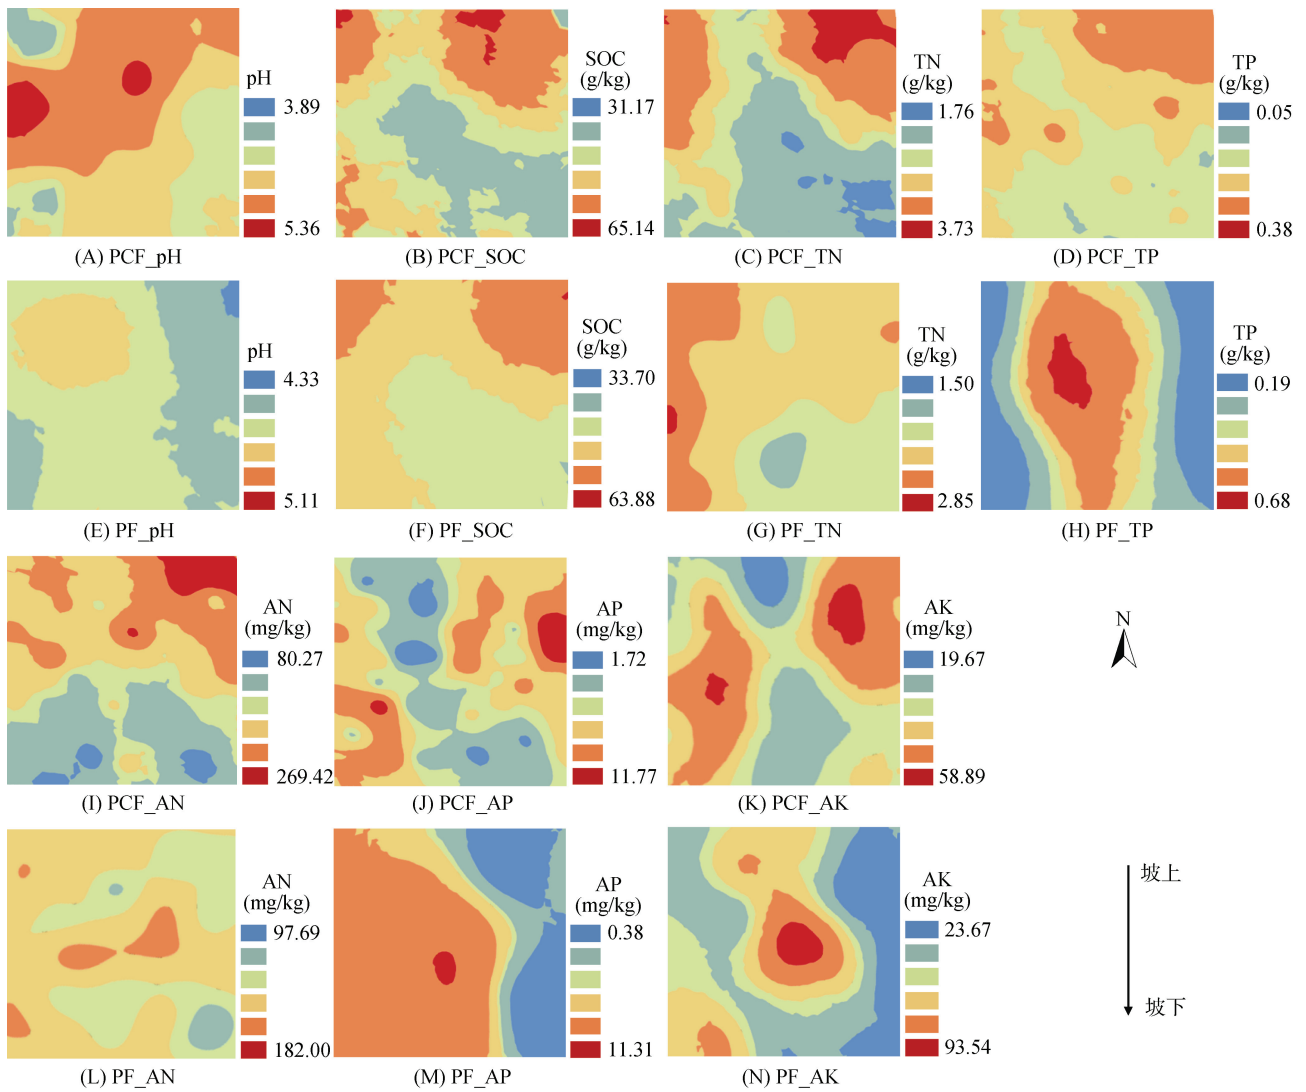 pH
3.89
5.36
(A) PCF_pH
SOC
(g/kg)
31.17
65.14
(B) PCF_SOC
TN
(g/kg)
1.76
3.73
(C) PCF_TN
TP
(g/kg)
0.05
0.38
(D) PCF_TP
pH
4.33
5.11
(E) PF_pH
SOC
(g/kg)
33.70
63.88
(F) PF_SOC
TN
(g/kg)
1.50
2.85
(G) PF_TN
TP
(g/kg)
0.19
0.68
(H) PF_TP
AN
(mg/kg)
80.27
269.42
(I) PCF_AN
AP
(mg/kg)
1.72
11.77
(J) PCF_AP
AK
(mg/kg)
19.67
58.89
(K) PCF_AK
N
AN
(mg/kg)
97.69
182.00
(L) PF_AN
AP
(mg/kg)
0.38
11.31
(M) PF_AP
AK
(mg/kg)
23.67
93.54
(N) PF_AK
坡上
坡下